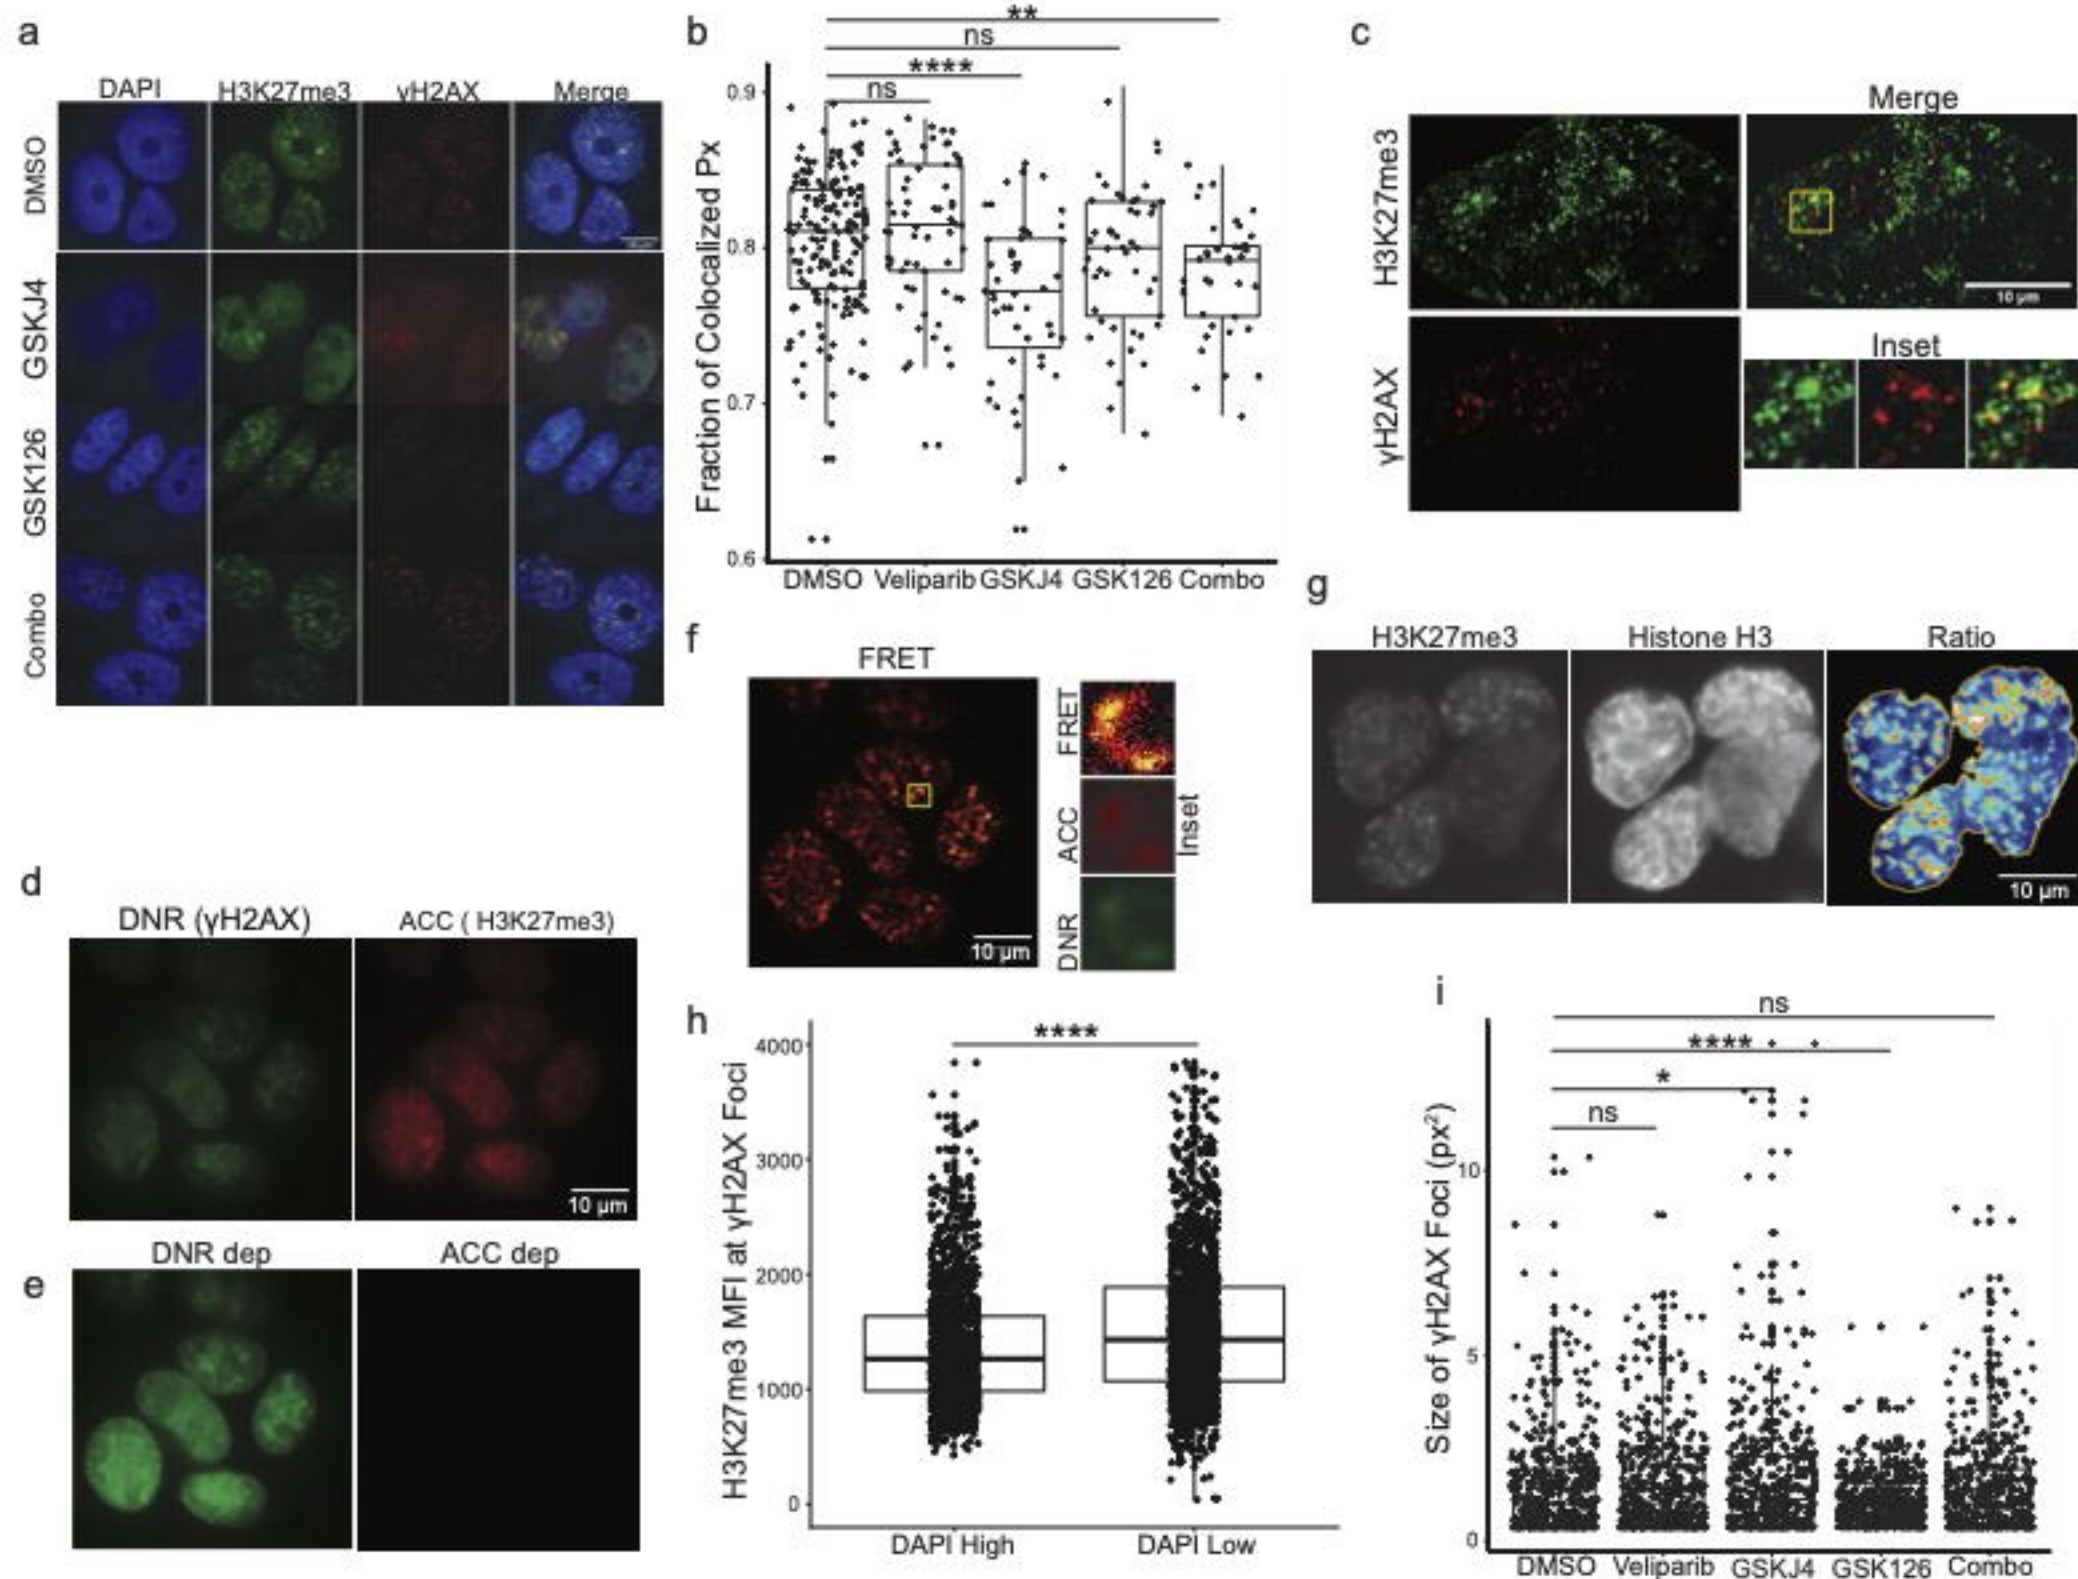 a
DAPI H3K27me3 γH2AX Merge
DMSO
GSKJ4
GSK126
Combo
b
**
ns
****
ns
Fraction of Colocalized Px
0.9
0.8
0.7
0.6
DMSO Veliparib GSKJ4 GSK126 Combo
c
Merge
H3K27me3
10 µm
γH2AX
Inset
d
DNR (γH2AX) ACC ( H3K27me3)
10 µm
e
DNR dep ACC dep
f
FRET
10 µm
FRET
ACC
DNR
Inset
g
H3K27me3 Histone H3 Ratio
10 µm
h
****
H3K27me3 MFI at γH2AX Foci
4000
3000
2000
1000
0
DAPI High DAPI Low
i
ns
****
*
ns
Size of γH2AX Foci (px²)
10
5
0
DMSO Veliparib GSKJ4 GSK126 Combo